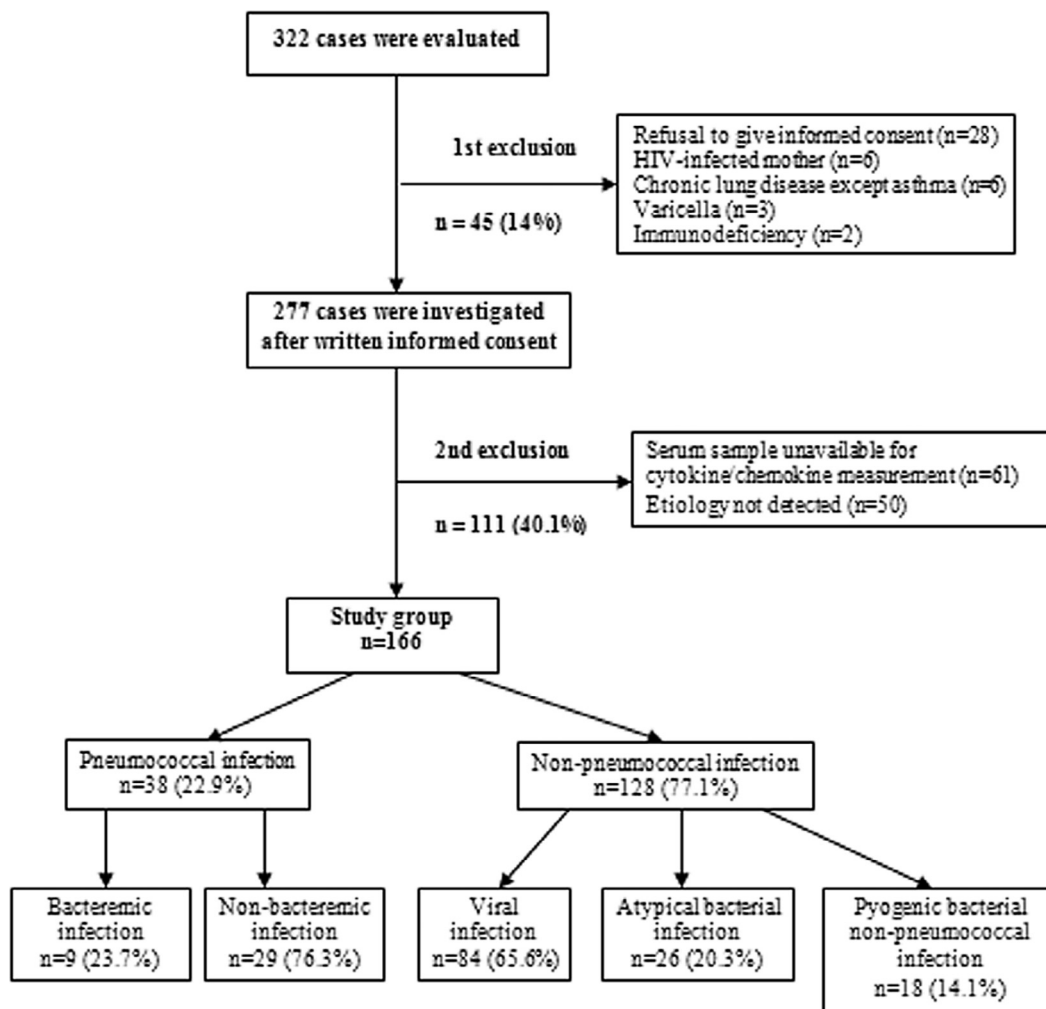 322 cases were evaluated
1st exclusion
n = 45 (14%)
Refusal to give informed consent (n=28)
HIV-infected mother (n=6)
Chronic lung disease except asthma (n=6)
Varicella (n=3)
Immunodeficiency (n=2)
277 cases were investigated
after written informed consent
2nd exclusion
n = 111 (40.1%)
Serum sample unavailable for
cytokine/chemokine measurement (n=61)
Etiology not detected (n=50)
Study group
n=166
Pneumococcal infection
n=38 (22.9%)
Non-pneumococcal infection
n=128 (77.1%)
Bacteremic
infection
n=9 (23.7%)
Non-bacteremic
infection
n=29 (76.3%)
Viral
infection
n=84 (65.6%)
Atypical bacterial
infection
n=26 (20.3%)
Pyogenic bacterial
non-pneumococcal
infection
n=18 (14.1%)